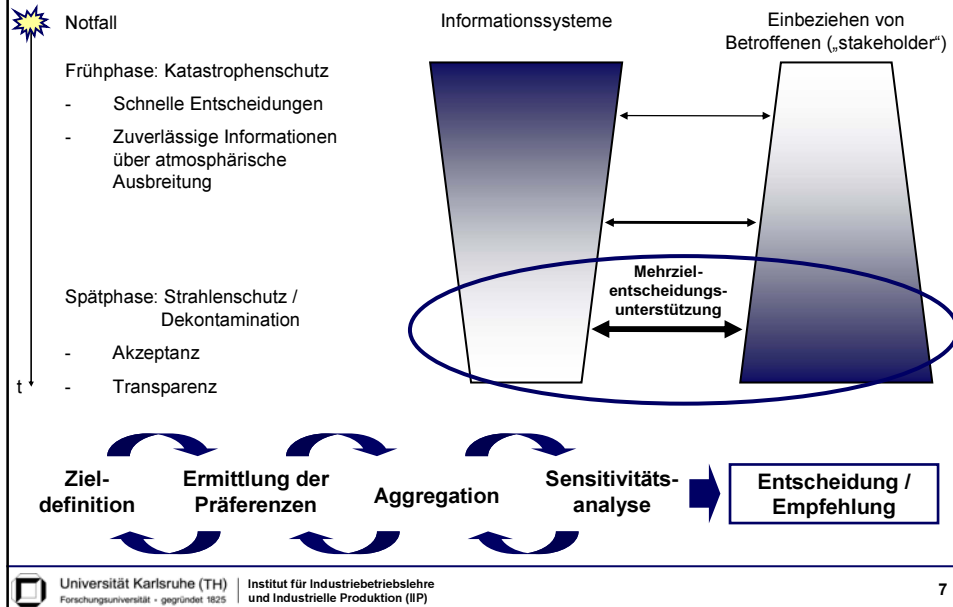 Notfall
Informationssysteme
Einbeziehen von
Betroffenen („stakeholder“)
Frühphase: Katastrophenschutz
- Schnelle Entscheidungen
- Zuverlässige Informationen
über atmosphärische
Ausbreitung
Mehrziel-
entscheidungs-
unterstützung
Spätphase: Strahlenschutz /
Dekontamination
- Akzeptanz
t - Transparenz
Ziel-
definition
Ermittlung der
Präferenzen
Aggregation
Sensitivitäts-
analyse
Entscheidung /
Empfehlung
Universität Karlsruhe (TH)
Forschungsuniversität - gegründet 1825
Institut für Industriebetriebslehre
und Industrielle Produktion (IIP)
7